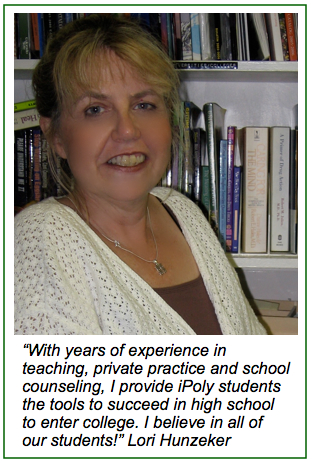 “With years of experience in
teaching, private practice and school
counseling, I provide iPoly students
the tools to succeed in high school
to enter college. I believe in all of
our students!” Lori Hunzeker